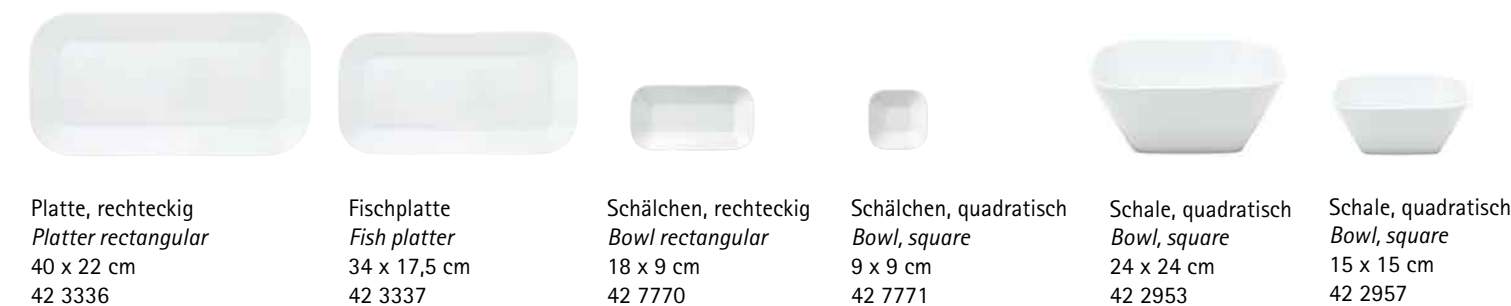 Platte, rechteckig
Platter rectangular
40 x 22 cm
42 3336
Fischplatte
Fish platter
34 x 17,5 cm
42 3337
Schälchen, rechteckig
Bowl rectangular
18 x 9 cm
42 7770
Schälchen, quadratisch
Bowl, square
9 x 9 cm
42 7771
Schale, quadratisch
Bowl, square
24 x 24 cm
42 2953
Schale, quadratisch
Bowl, square
15 x 15 cm
42 2957